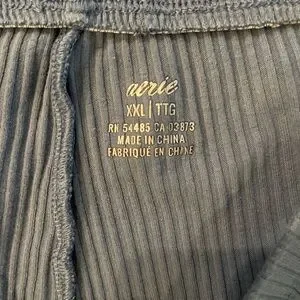 aerie
XXL | TTG
RN 54485 CA 03873
MADE IN CHINA
FABRIQUÉ EN CHINE